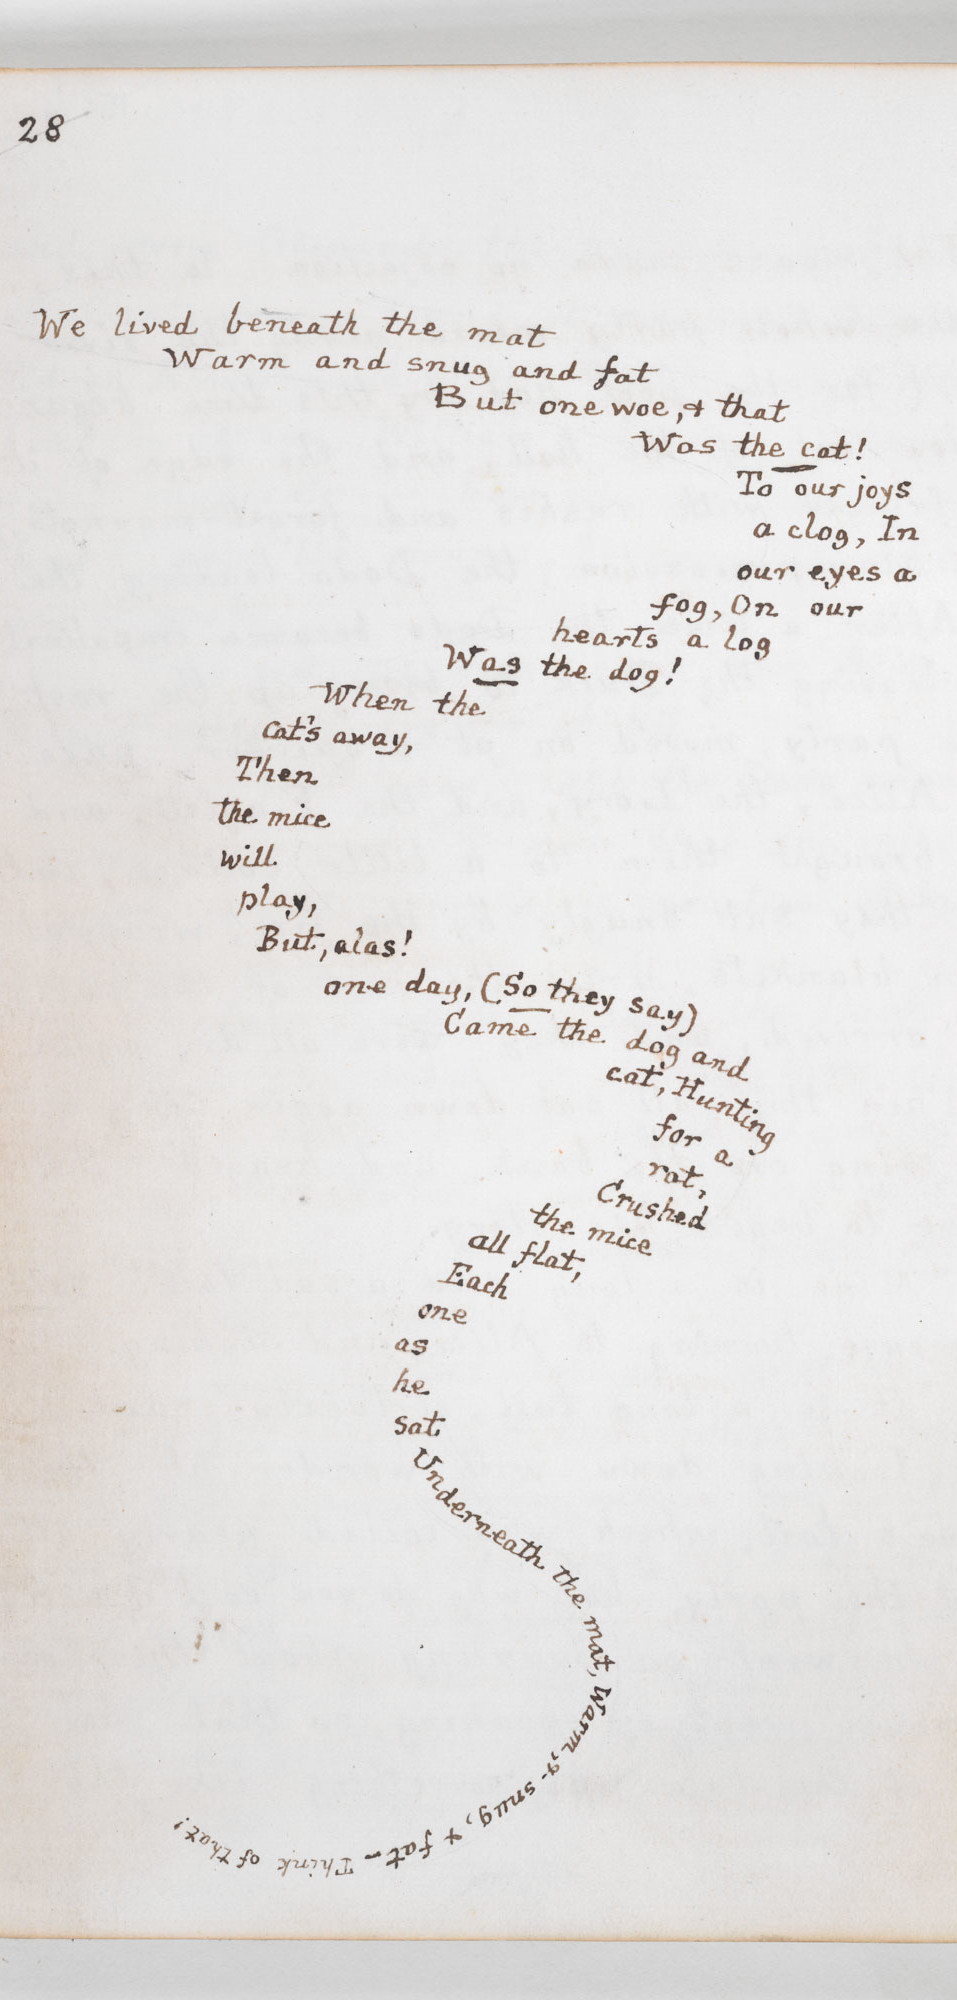 28
We lived beneath the mat
Warm and snug and fat
But one woe, & that
Was the cat!
To our joys
a clog, In
our eyes a
fog, On our
hearts a log
Was the dog!
When the
cat's away,
Then
the mice
will
play,
But, alas!
one day, (So they say)
Came the dog and
cat, Hunting
for a
rat,
Crushed
the mice
all flat,
Each
one
as
he
sat
Underneath the mat, Warm, & snug, & fat – Think of that!